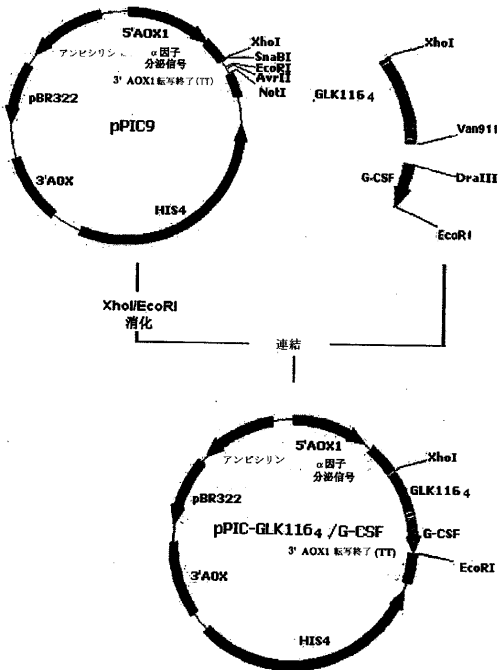 5'AOX1
アンピシリン
α因子
分泌信号
XhoI
SnaBI
EcoRI
AvrII
NotI
3' AOX1 転写終了 (TT)
pBR322
pPIC9
3'AOX
HIS4
XhoI
GLK116₄
Van91I
G-CSF
DraIII
EcoRI
XhoI/EcoRI
消化
連結
5'AOX1
アンピシリン
α因子
分泌信号
XhoI
GLK116₄
pBR322
pPIC-GLK116₄/G-CSF
G-CSF
3' AOX1 転写終了 (TT)
EcoRI
3'AOX
HIS4